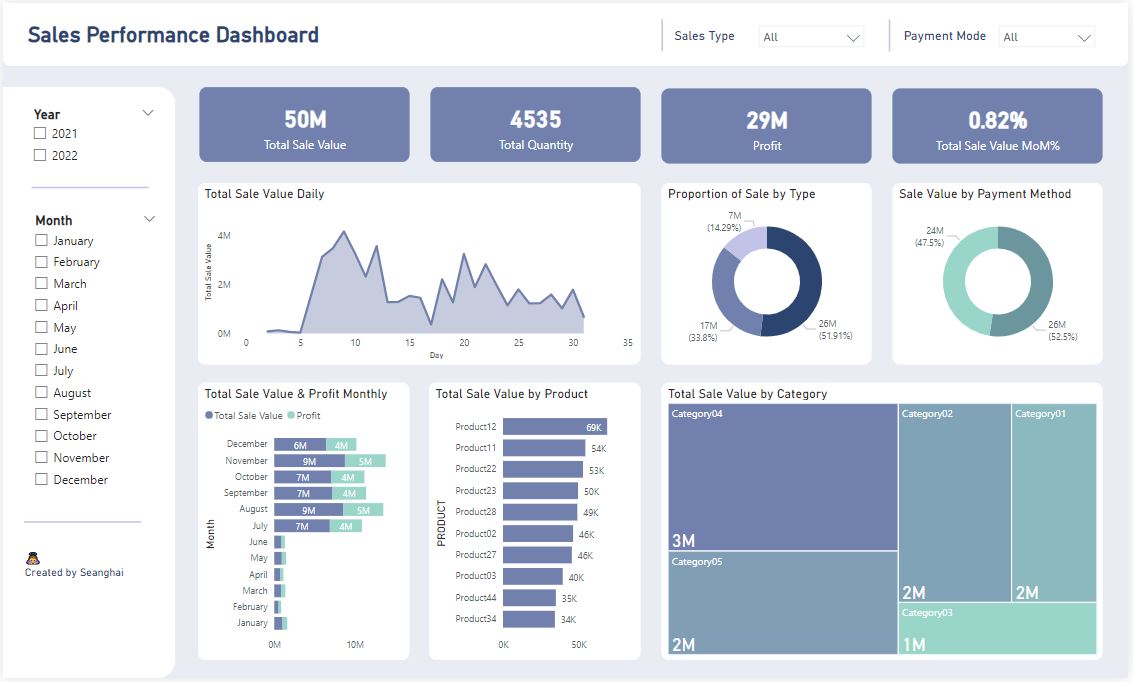 Sales Performance Dashboard
Sales Type
All
Payment Mode
All
Year
2021
2022
Month
January
February
March
April
May
June
July
August
September
October
November
December
Created by Seanghai
50M
Total Sale Value
4535
Total Quantity
29M
Profit
0.82%
Total Sale Value MoM%
Total Sale Value Daily
Total Sale Value
4M
2M
0M
0 5 10 15 20 25 30 35
Day
Proportion of Sale by Type
7M
(14.29%)
17M
(33.8%)
26M
(51.91%)
Sale Value by Payment Method
24M
(47.5%)
26M
(52.5%)
Total Sale Value & Profit Monthly
Total Sale Value Profit
Month
December 6M 4M
November 9M 5M
October 7M 4M
September 7M 4M
August 9M 5M
July 7M 4M
June
May
April
March
February
January
0M 10M
Total Sale Value by Product
PRODUCT
Product12 69K
Product11 54K
Product22 53K
Product23 50K
Product28 49K
Product02 46K
Product27 46K
Product03 40K
Product44 35K
Product34 34K
0K 50K
Total Sale Value by Category
Category04
3M
Category05
2M
Category02
2M
Category01
2M
Category03
1M